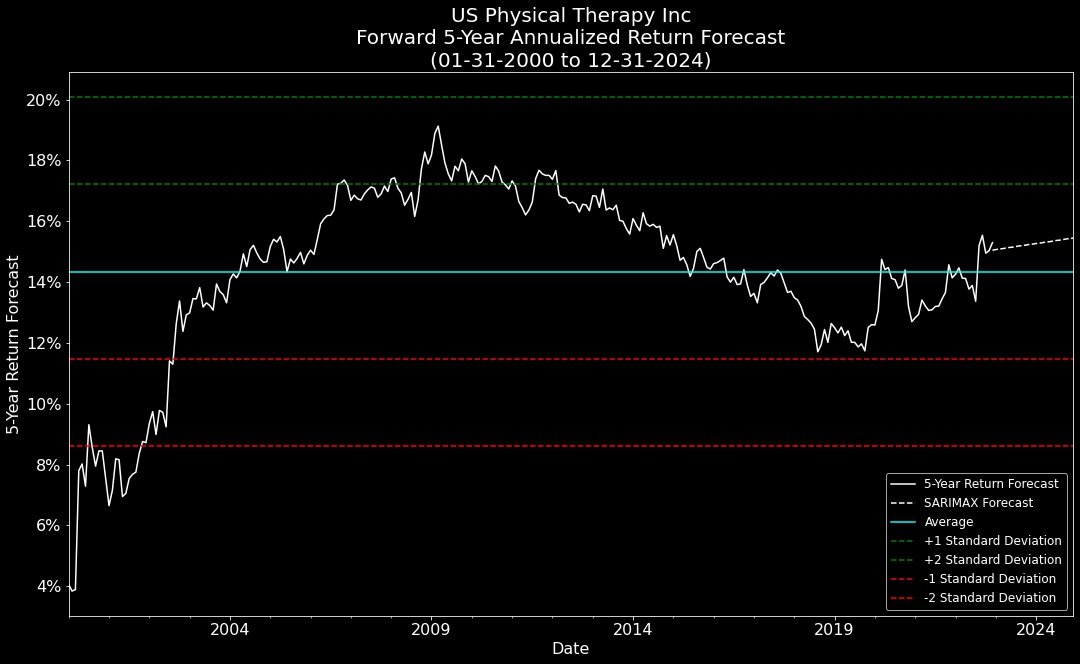 US Physical Therapy Inc
Forward 5-Year Annualized Return Forecast
(01-31-2000 to 12-31-2024)
5-Year Return Forecast
20%
18%
16%
14%
12%
10%
8%
6%
4%
5-Year Return Forecast
SARIMAX Forecast
Average
+1 Standard Deviation
+2 Standard Deviation
-1 Standard Deviation
-2 Standard Deviation
2004
2009
2014
2019
2024
Date